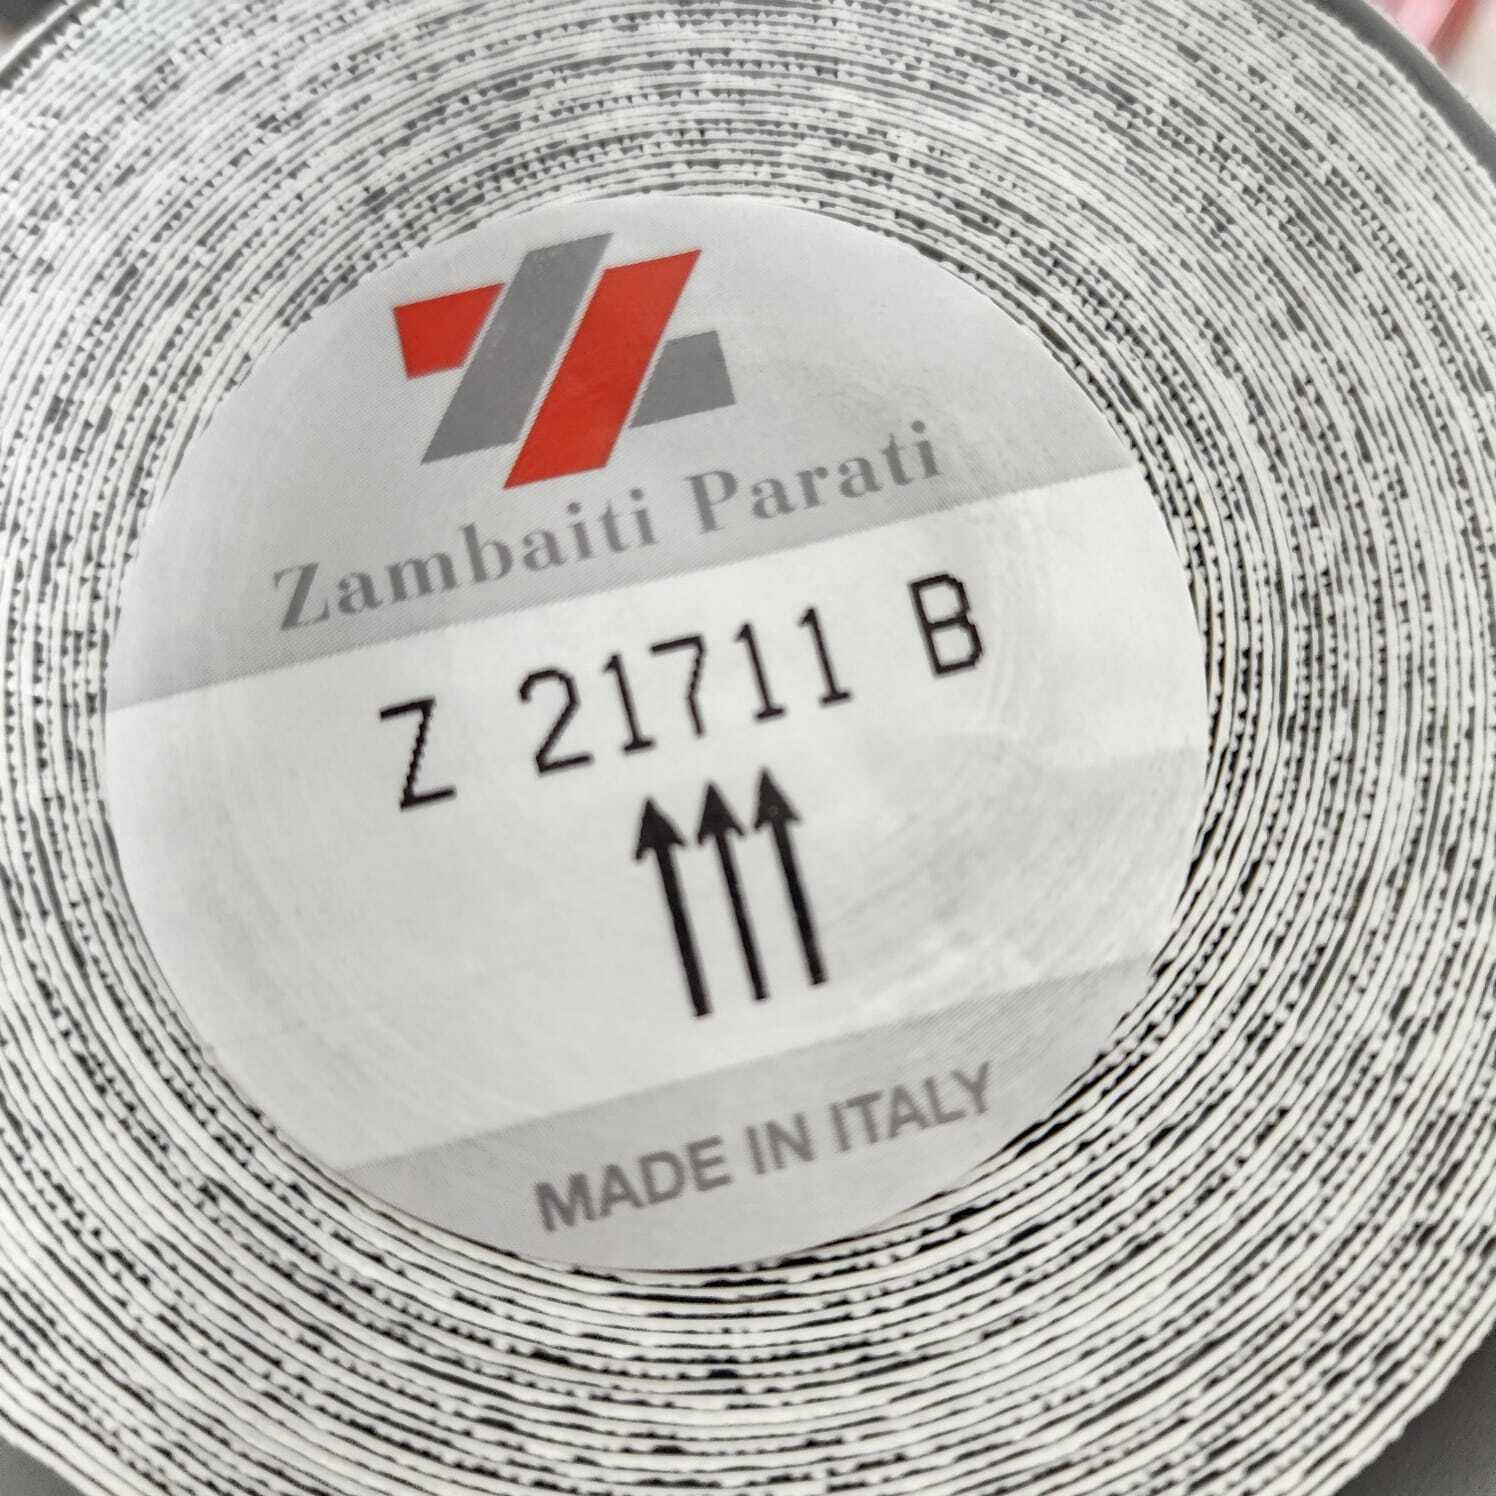 Zambaiti Parati
Z 21711 B
MADE IN ITALY